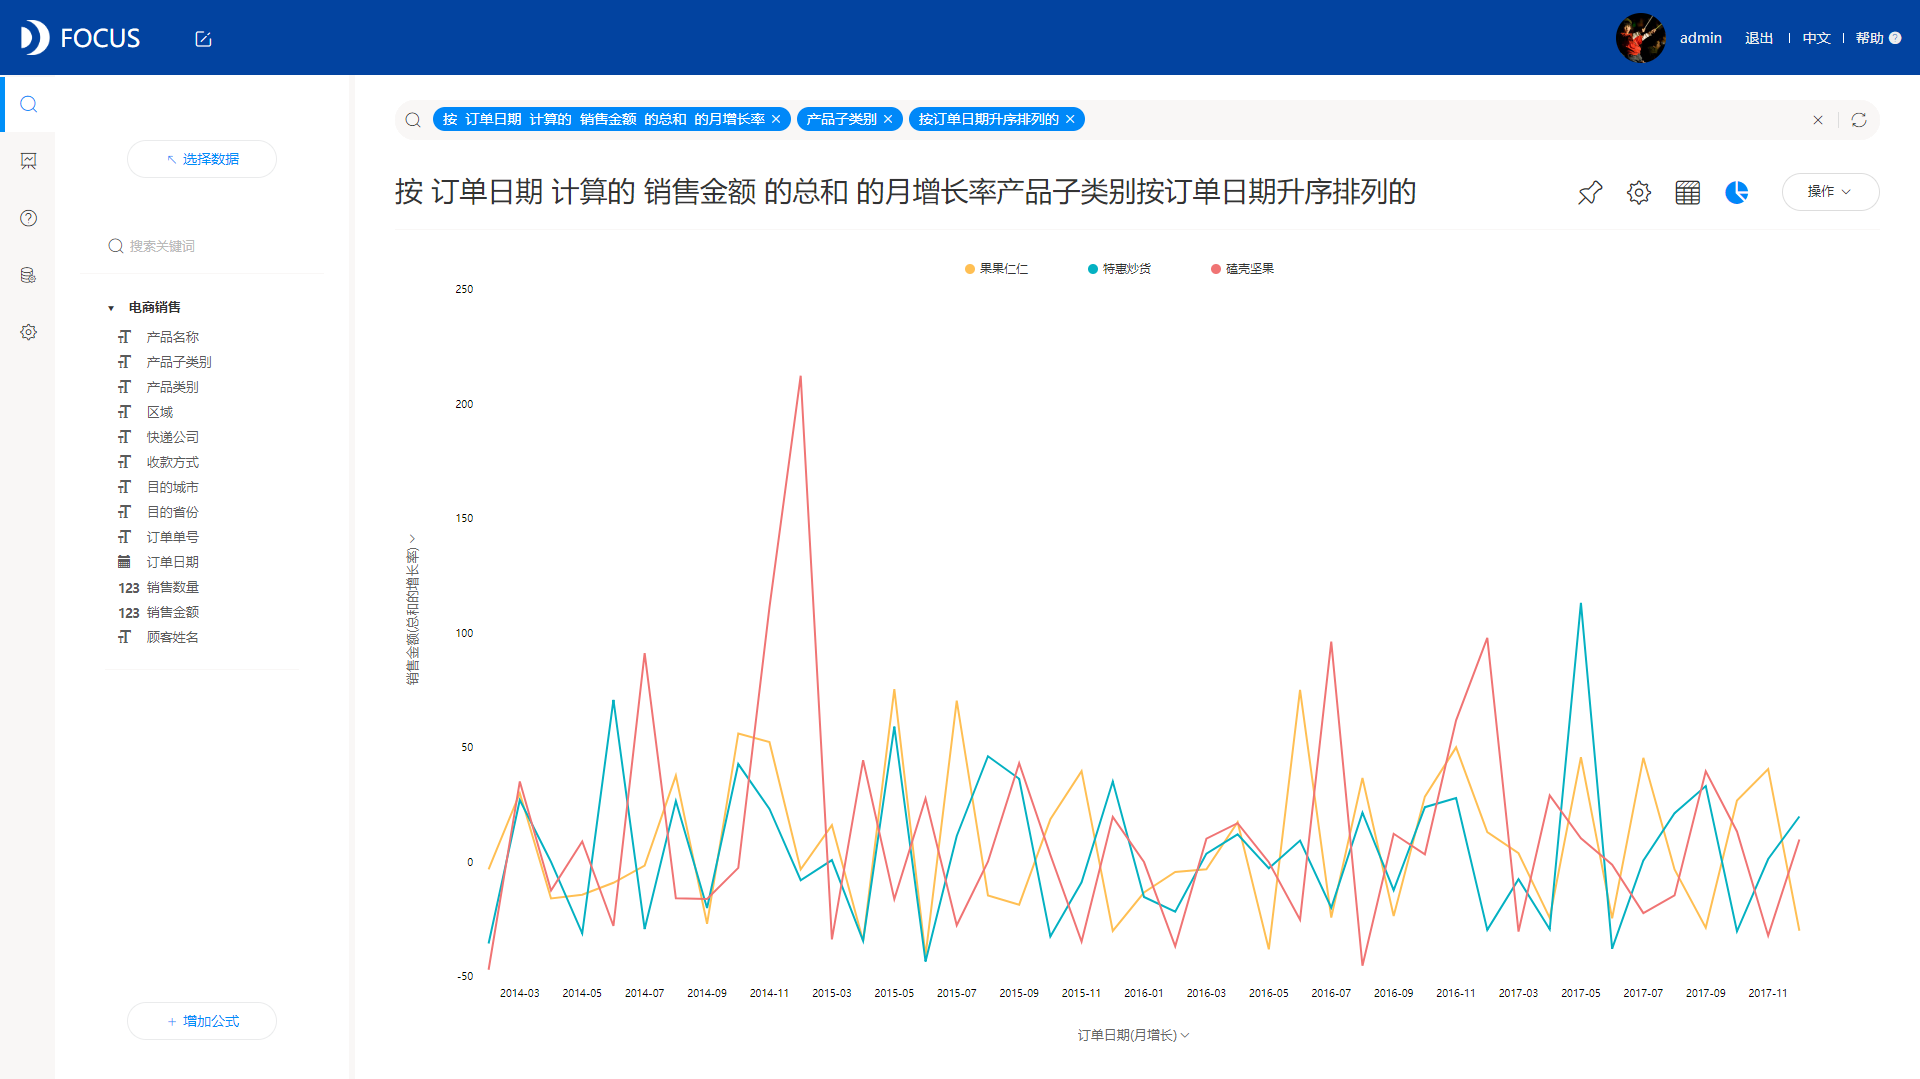 FOCUS
admin 退出 中文 帮助 ?
按 订单日期 计算的 销售金额 的总和 的月增长率 × 产品子类别 × 按订单日期升序排列的 ×
选择数据
按 订单日期 计算的 销售金额 的总和 的月增长率产品子类别按订单日期升序排列的
操作
搜索关键词
电商销售
产品名称
产品子类别
产品类别
区域
快递公司
收款方式
目的城市
目的省份
订单单号
订单日期
123 销售数量
123 销售金额
顾客姓名
+ 增加公式
果果仁仁 特惠炒货 磕壳坚果
250
200
150
100
50
0
-50
销售金额(总和的增长率)
2014-03 2014-05 2014-07 2014-09 2014-11 2015-03 2015-05 2015-07 2015-09 2015-11 2016-01 2016-03 2016-05 2016-07 2016-09 2016-11 2017-03 2017-05 2017-07 2017-09 2017-11
订单日期(月增长)